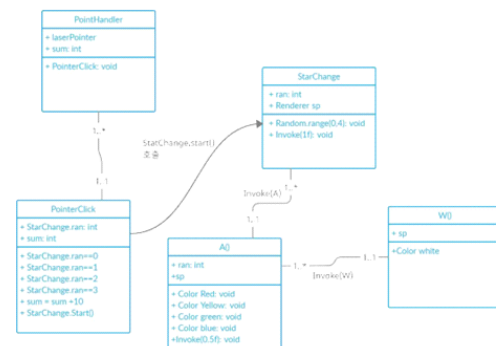 PointHandler
+ laserPointer
+ sum: int
+ PointerClick: void
1..*
1..1
PointerClick
+ StarChange.ran: int
+ sum: int
+ StarChange.ran==0
+ StarChange.ran==1
+ StarChange.ran==2
+ StarChange.ran==3
+ sum = sum +10
+ StarChange.Start()
StatChange,start()
호출
StarChange
+ ran: int
+ Renderer sp
+ Random.range(0,4): void
+ Invoke(1f): void
Invoke(A)
1..*
1..1
A()
+ ran: int
+sp
+ Color Red: void
+ Color Yellow: void
+ Color green: void
+ Color blue: void
+Invoke(0.5f): void
1..*
Invoke(W)
1..1
W()
+ sp
+Color white